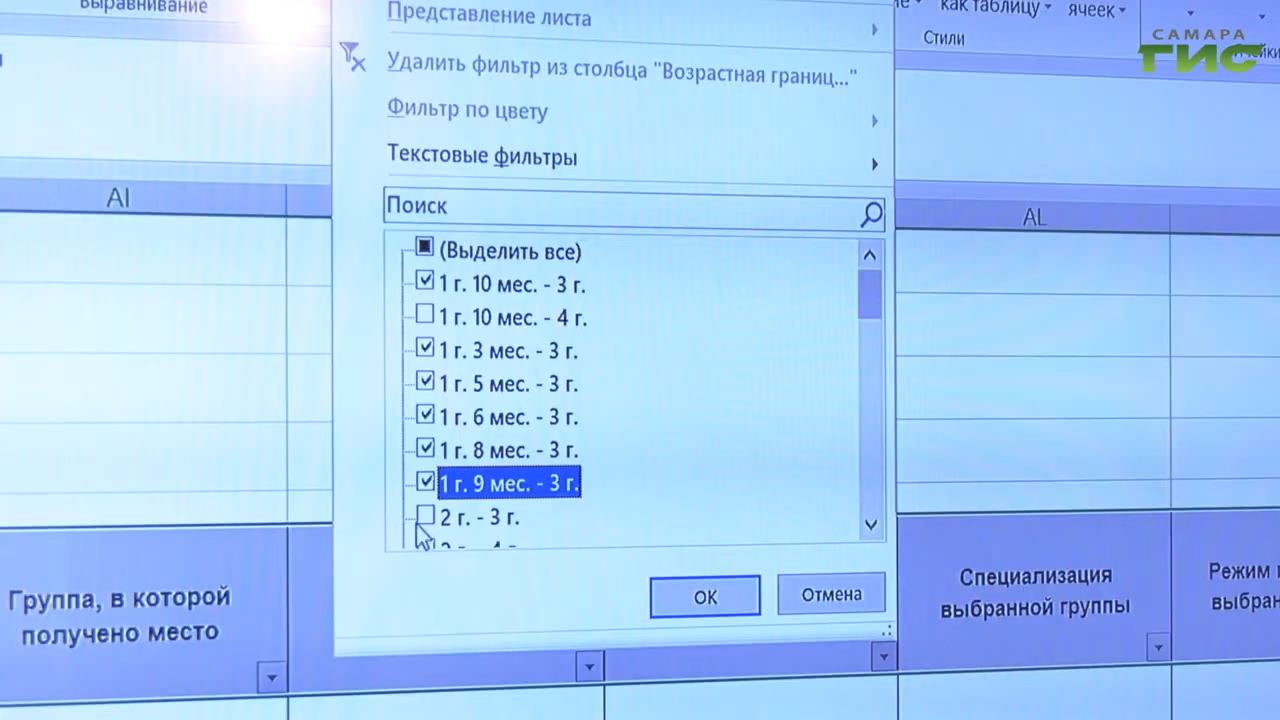 выравнивание
Представление листа
как таблицу
ячеек
Стили
САМАРА
ГИС
Удалить фильтр из столбца "Возрастная границ..."
Фильтр по цвету
Текстовые фильтры
AI
Поиск
AL
(Выделить все)
1 г. 10 мес. - 3 г.
1 г. 10 мес. - 4 г.
1 г. 3 мес. - 3 г.
1 г. 5 мес. - 3 г.
1 г. 6 мес. - 3 г.
1 г. 8 мес. - 3 г.
1 г. 9 мес. - 3 г.
2 г. - 3 г.
ОК
Отмена
Группа, в которой
получено место
Специализация
выбранной группы
Режим